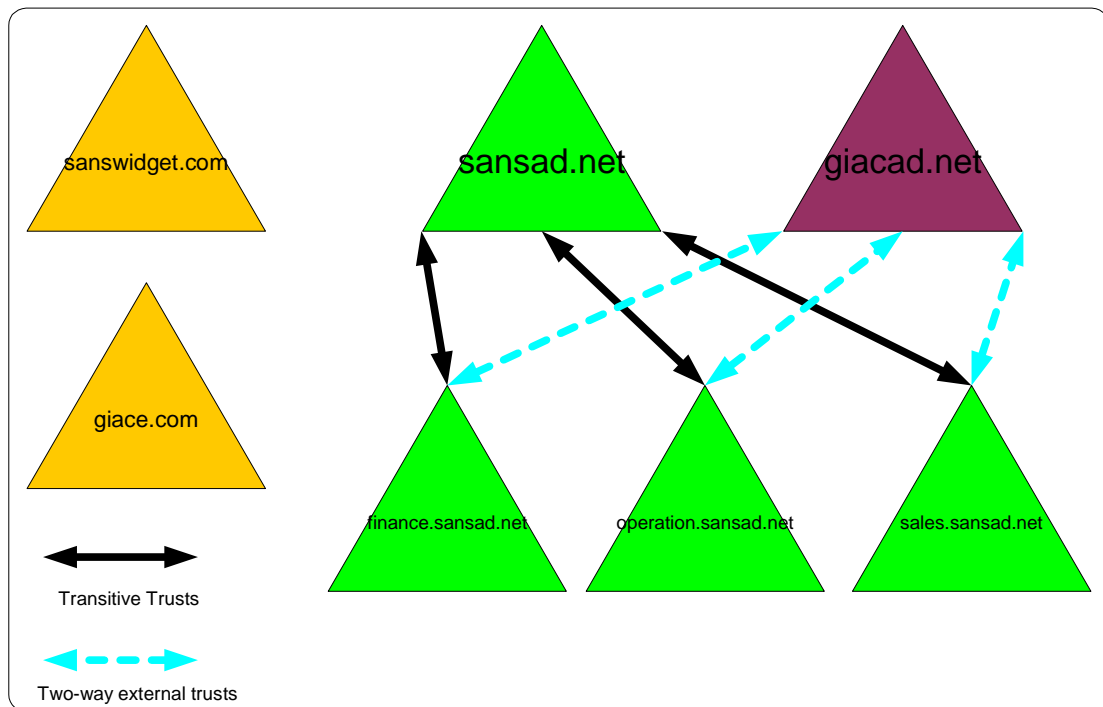 sanswidget.com
sansad.net
giacad.net
giace.com
finance.sansad.net
operation.sansad.net
sales.sansad.net
Transitive Trusts
Two-way external trusts